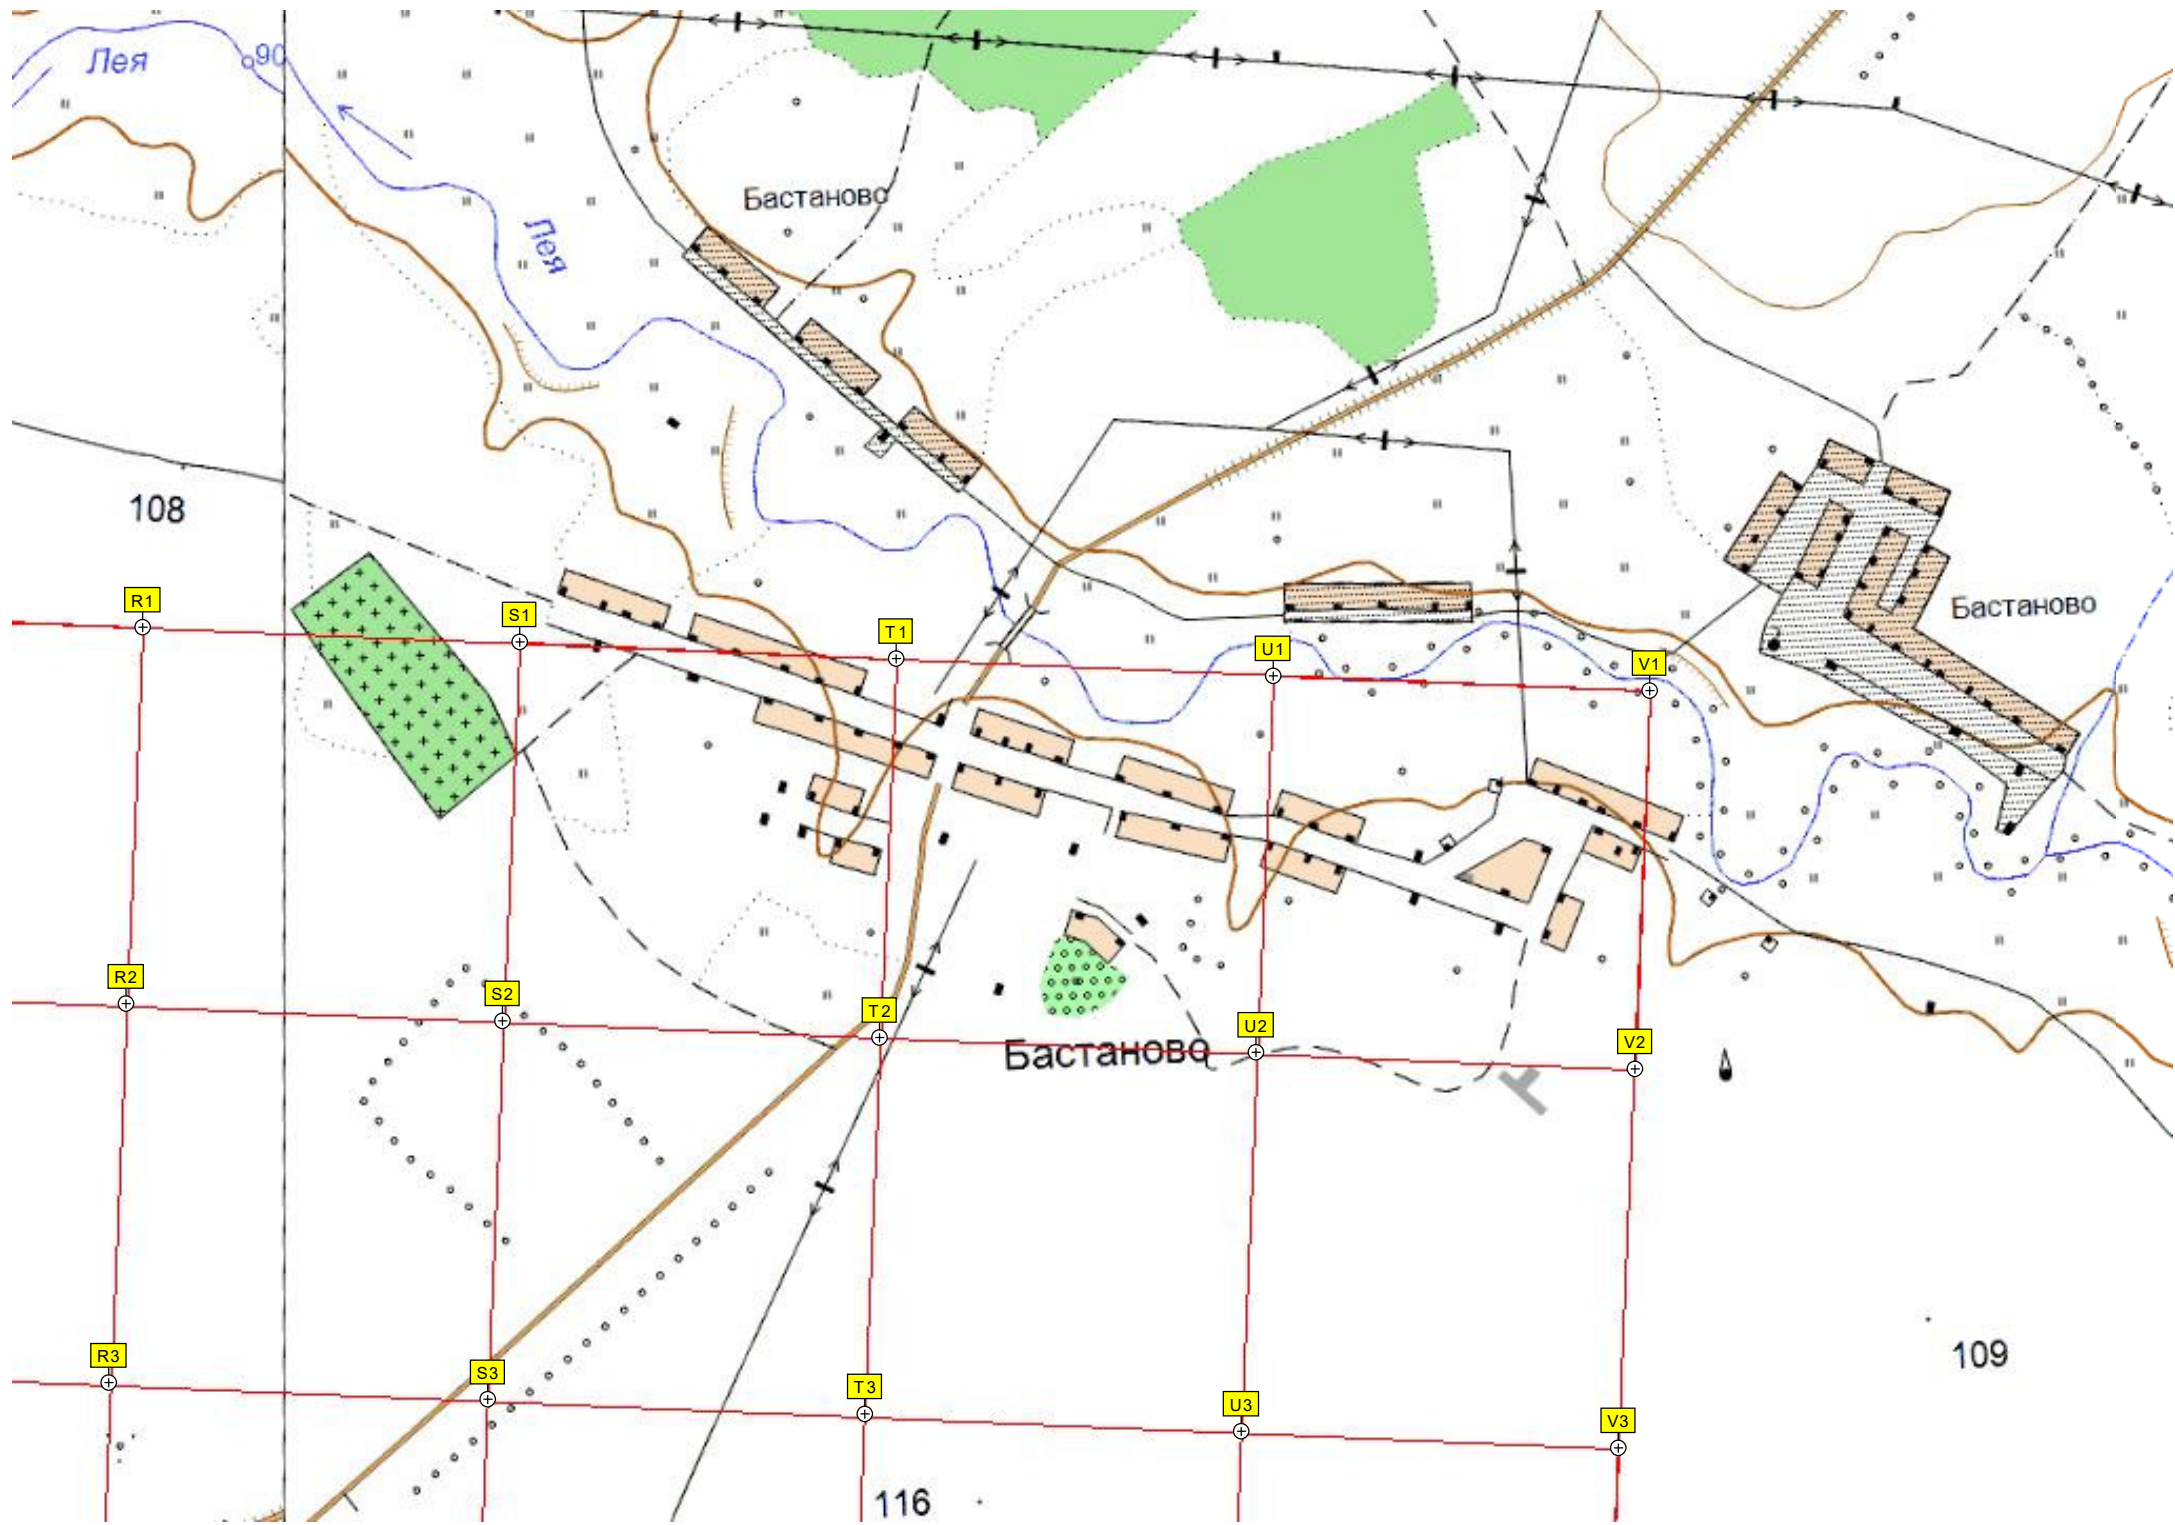 Лея
90
Бастаново
Лея
108
R1
S1
T1
U1
V1
Бастаново
R2
S2
T2
U2
V2
Бастаново
R3
S3
T3
U3
V3
109
116